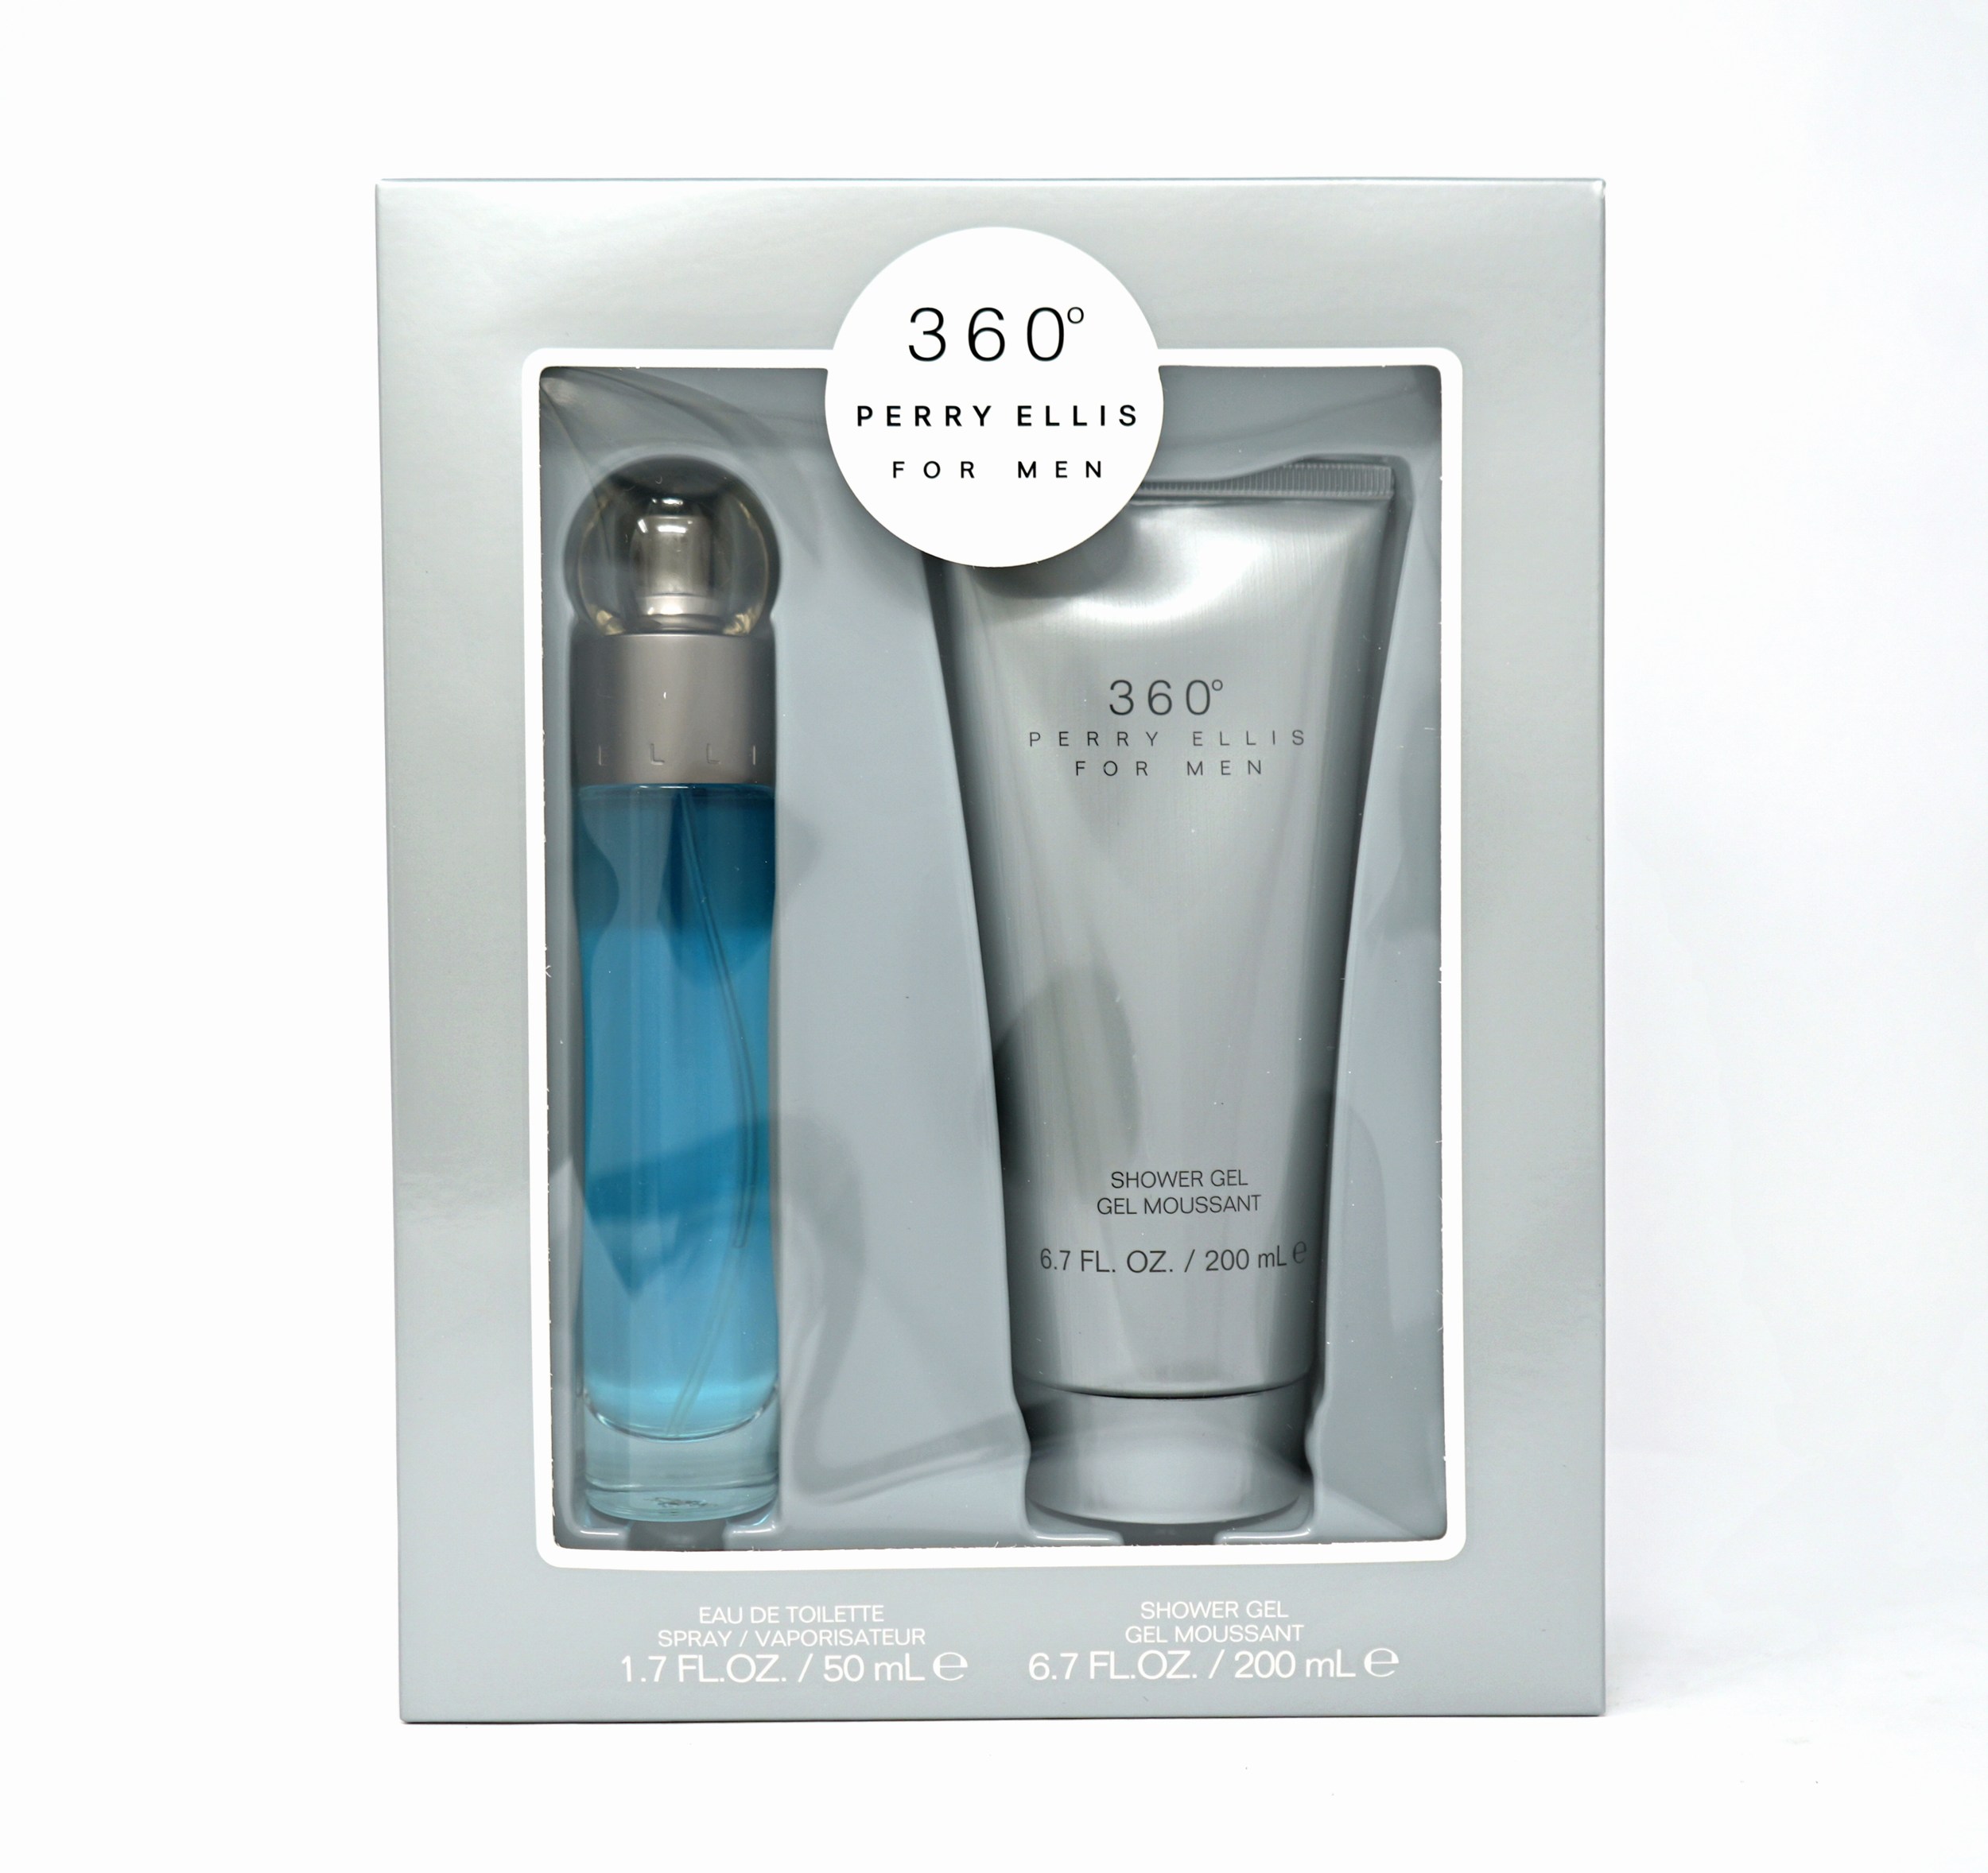 360°
PERRY ELLIS
FOR MEN
ELLI
360°
PERRY ELLIS
FOR MEN
SHOWER GEL
GEL MOUSSANT
6.7 FL. OZ. / 200 mL ℮
EAU DE TOILETTE
SPRAY / VAPORISATEUR
1.7 FL.OZ. / 50 mL ℮
SHOWER GEL
GEL MOUSSANT
6.7 FL.OZ. / 200 mL ℮